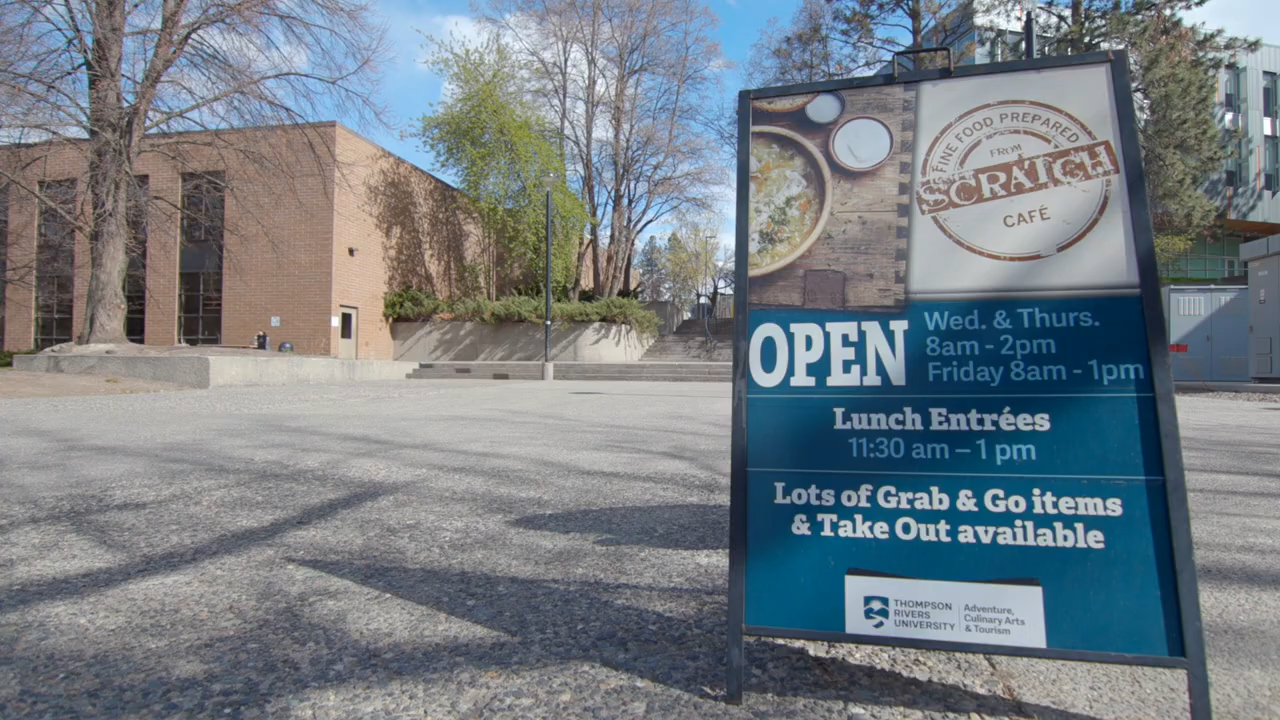 FINE FOOD PREPARED
FROM
SCRATCH
CAFÉ
OPEN
Wed. & Thurs.
8am - 2pm
Friday 8am - 1pm
Lunch Entrées
11:30 am – 1 pm
Lots of Grab & Go items
& Take Out available
THOMPSON
RIVERS
UNIVERSITY
Adventure,
Culinary Arts
& Tourism